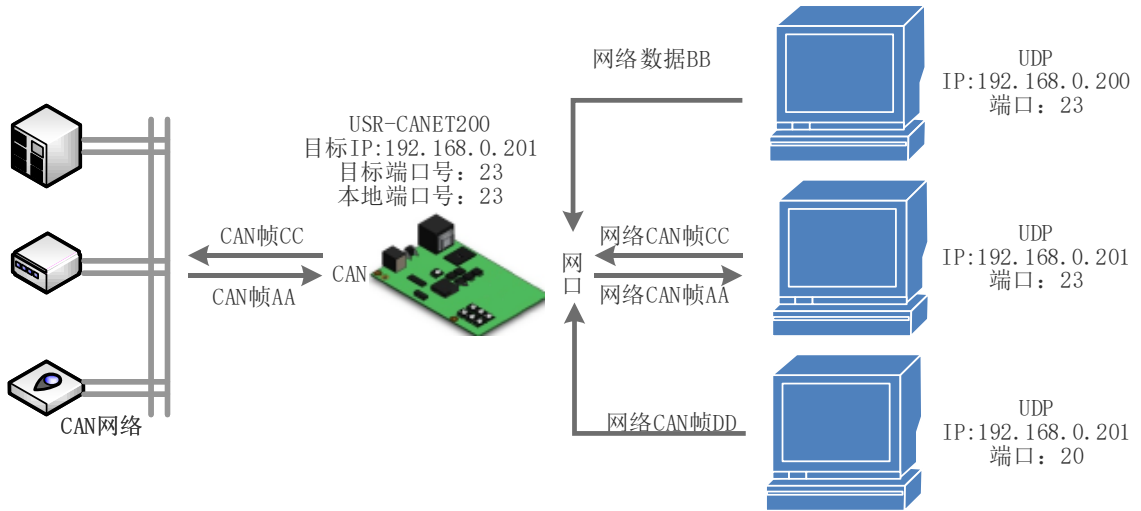 网络数据BB
UDP
IP:192.168.0.200
端口：23
USR-CANET200
目标IP:192.168.0.201
目标端口号：23
本地端口号：23
CAN帧CC
CAN帧AA
CAN
网口
网络CAN帧CC
网络CAN帧AA
UDP
IP:192.168.0.201
端口：23
CAN网络
网络CAN帧DD
UDP
IP:192.168.0.201
端口：20